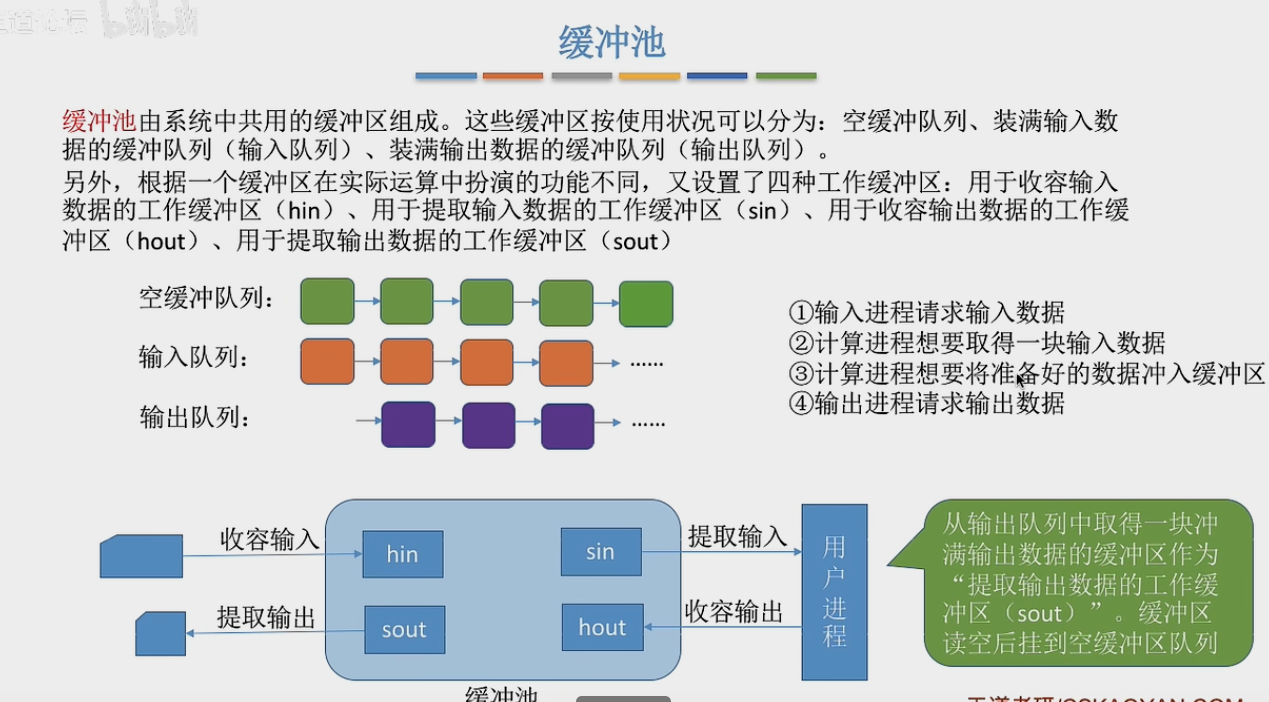 缓冲池
缓冲池由系统中共用的缓冲区组成。这些缓冲区按使用状况可以分为：空缓冲队列、装满输入数
据的缓冲队列（输入队列）、装满输出数据的缓冲队列（输出队列）。
另外，根据一个缓冲区在实际运算中扮演的功能不同，又设置了四种工作缓冲区：用于收容输入
数据的工作缓冲区（hin）、用于提取输入数据的工作缓冲区（sin）、用于收容输出数据的工作缓
冲区（hout）、用于提取输出数据的工作缓冲区（sout）
空缓冲队列：
输入队列：
......
输出队列：
......
①输入进程请求输入数据
②计算进程想要取得一块输入数据
③计算进程想要将准备好的数据冲入缓冲区
④输出进程请求输出数据
收容输入
hin
sin
提取输入
提取输出
sout
hout
收容输出
用户进程
缓冲池
从输出队列中取得一块冲
满输出数据的缓冲区作为
“提取输出数据的工作缓
冲区（sout）”。缓冲区
读空后挂到空缓冲区队列